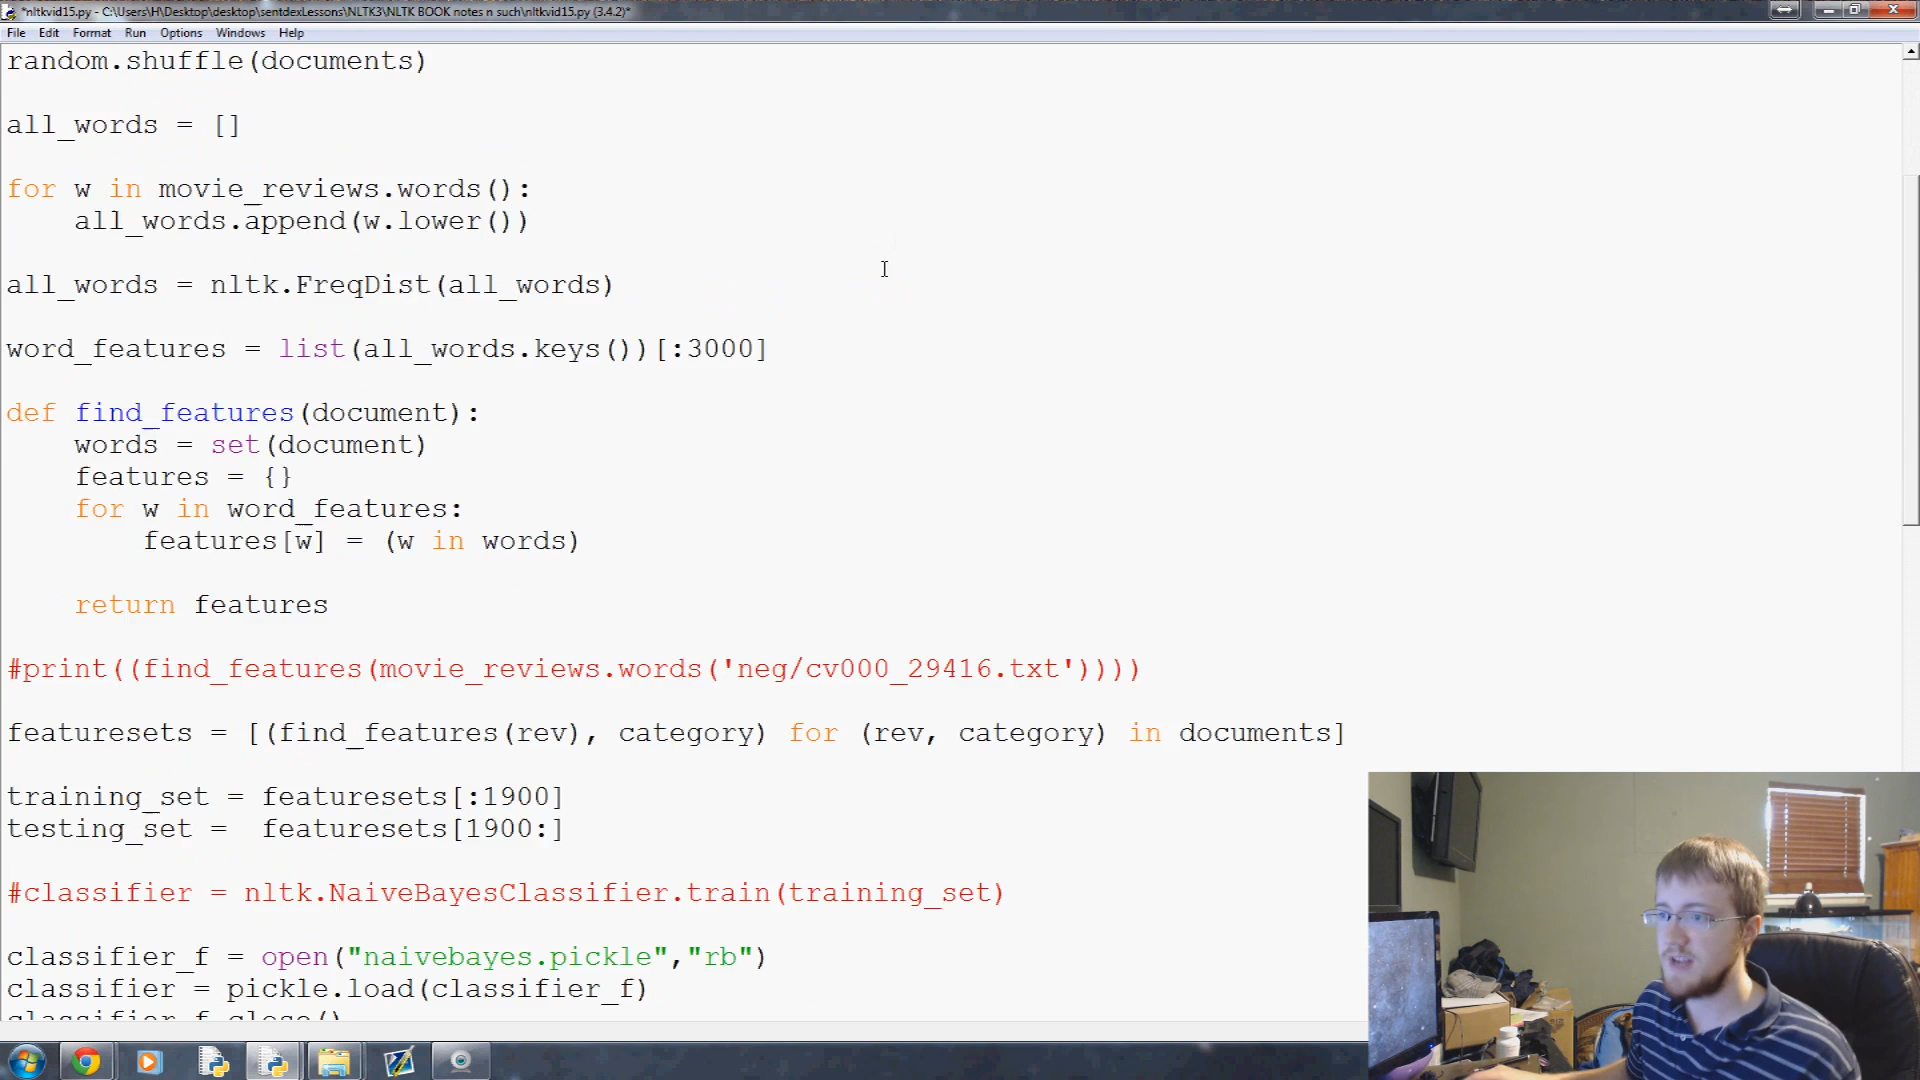 *nltkvid15.py - C:\Users\H\Desktop\desktop\sentdexLessons\NLTK3\NLTK BOOK notes n such\nltkvid15.py (3.4.2)*
File Edit Format Run Options Windows Help
random.shuffle(documents)
all_words = []
for w in movie_reviews.words():
    all_words.append(w.lower())
all_words = nltk.FreqDist(all_words)
word_features = list(all_words.keys())[:3000]
def find_features(document):
    words = set(document)
    features = {}
    for w in word_features:
        features[w] = (w in words)
    return features
#print((find_features(movie_reviews.words('neg/cv000_29416.txt'))))
featuresets = [(find_features(rev), category) for (rev, category) in documents]
training_set = featuresets[:1900]
testing_set =  featuresets[1900:]
#classifier = nltk.NaiveBayesClassifier.train(training_set)
classifier_f = open("naivebayes.pickle","rb")
classifier = pickle.load(classifier_f)
classifier_f.close()